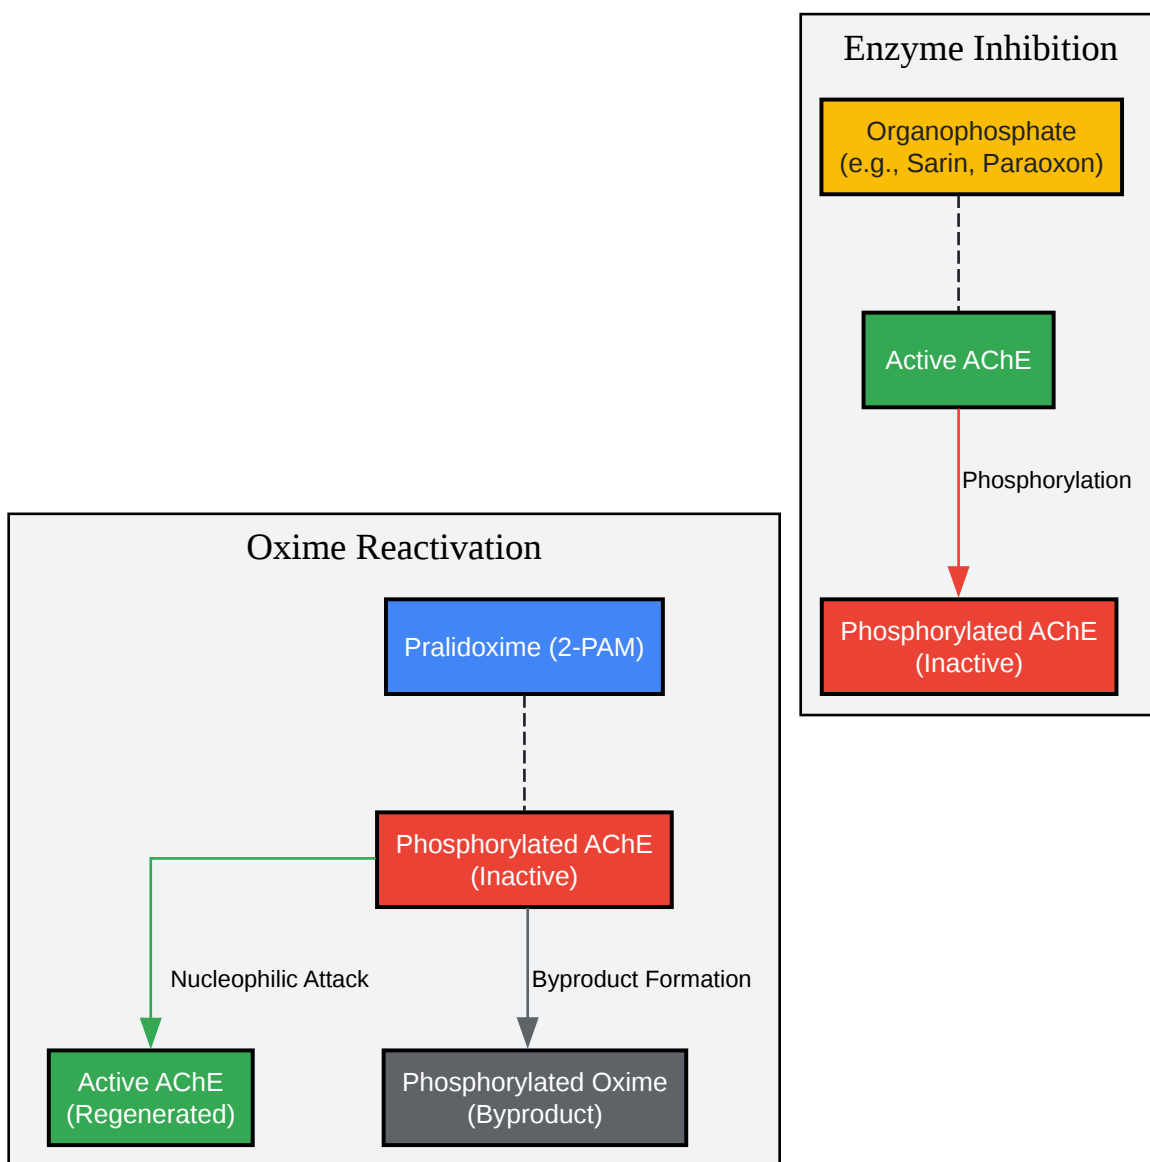 Enzyme Inhibition
Organophosphate
(e.g., Sarin, Paraoxon)
Active AChE
Phosphorylation
Phosphorylated AChE
(Inactive)
Oxime Reactivation
Pralidoxime (2-PAM)
Phosphorylated AChE
(Inactive)
Nucleophilic Attack
Byproduct Formation
Active AChE
(Regenerated)
Phosphorylated Oxime
(Byproduct)